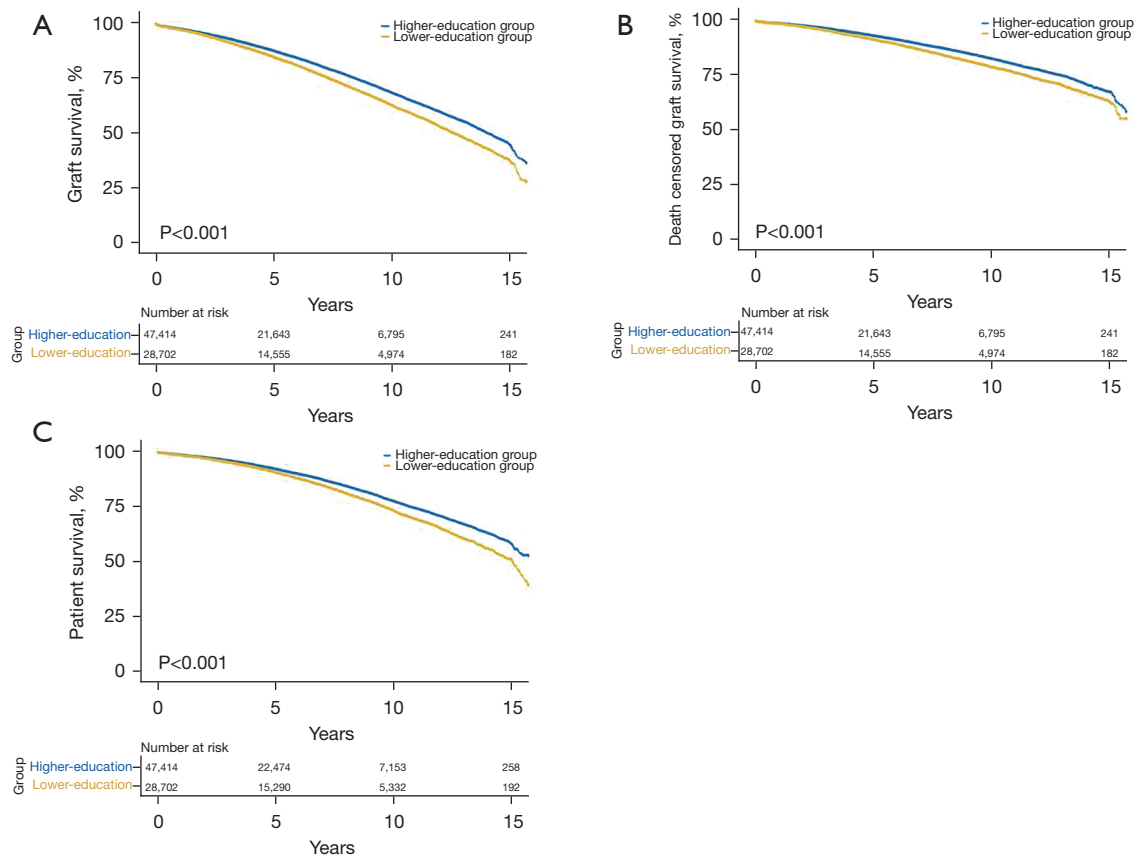 A
Graft survival, %
100
75
50
25
0
Higher-education group
Lower-education group
P<0.001
0 5 10 15
Years
Number at risk
Group
Higher-education 47,414 21,643 6,795 241
Lower-education 28,702 14,555 4,974 182
0 5 10 15
Years
B
Death censored graft survival, %
100
75
50
25
0
Higher-education group
Lower-education group
P<0.001
0 5 10 15
Years
Number at risk
Group
Higher-education 47,414 21,643 6,795 241
Lower-education 28,702 14,555 4,974 182
0 5 10 15
Years
C
Patient survival, %
100
75
50
25
0
Higher-education group
Lower-education group
P<0.001
0 5 10 15
Years
Number at risk
Group
Higher-education 47,414 22,474 7,153 258
Lower-education 28,702 15,290 5,332 192
0 5 10 15
Years